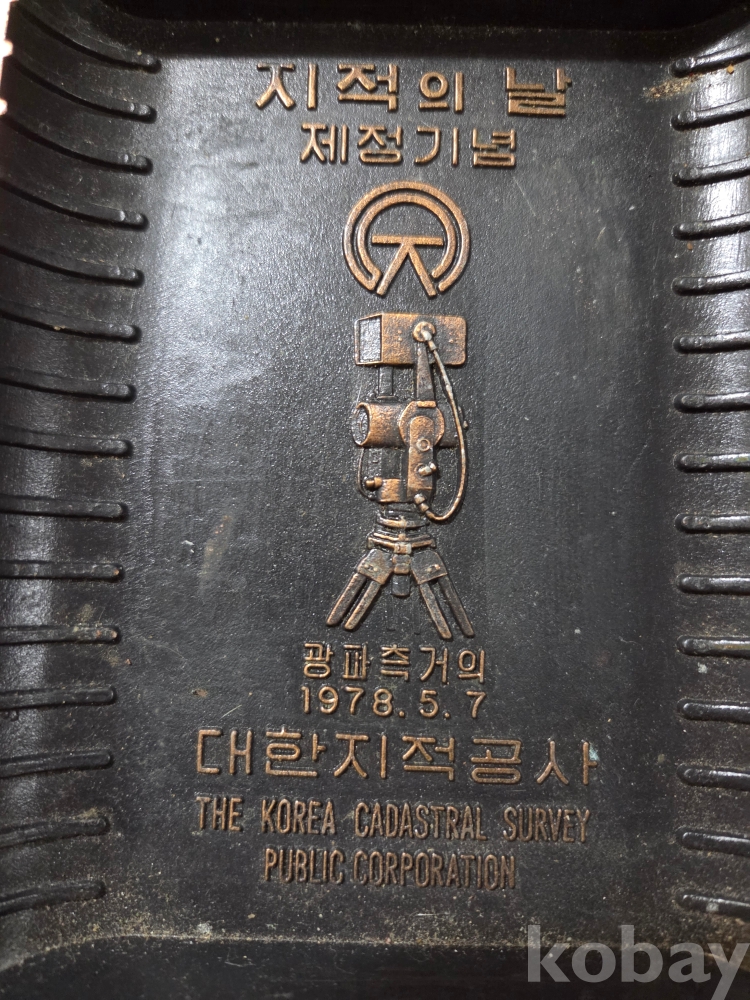 지적의 날
제정기념
광파측거의
1978.5.7
대한지적공사
THE KOREA CADASTRAL SURVEY
PUBLIC CORPORATION
kobay